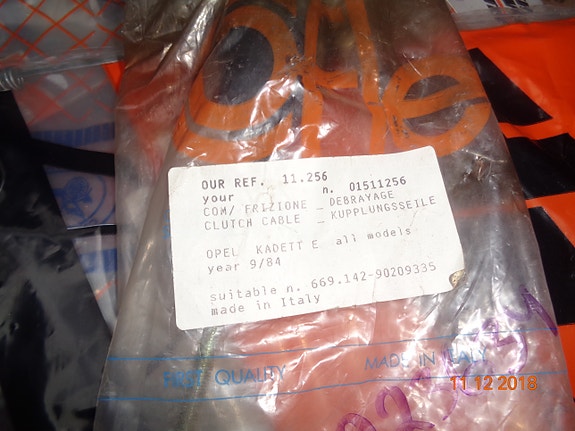 OUR REF. 11.256
your n. 01511256
COM/ FRIZIONE _ DEBRAYAGE
CLUTCH CABLE _ KUPPLUNGSSEILE
OPEL KADETT E all models
year 9/84
suitable n. 669.142-90209335
made in Italy
FIRST QUALITY MADE IN ITALY
11 12 2018